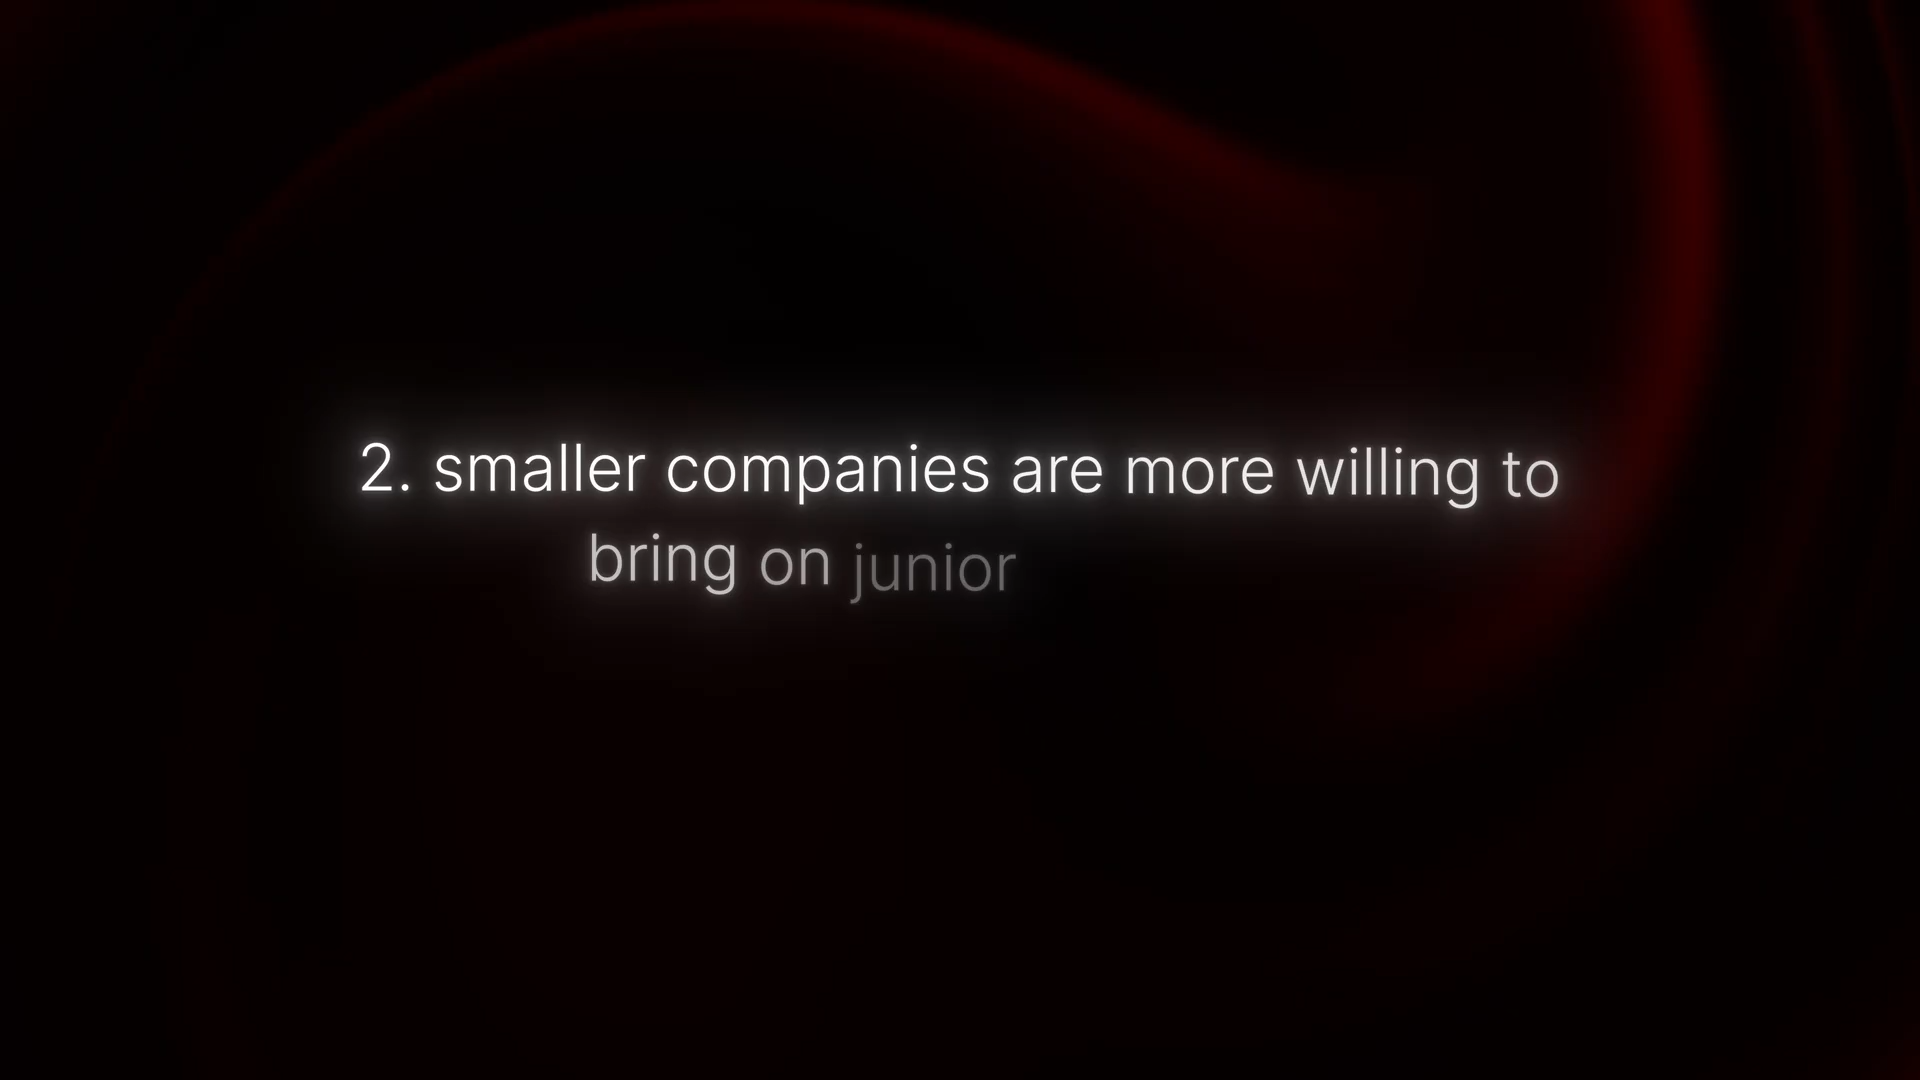 2. smaller companies are more willing to
bring on junior